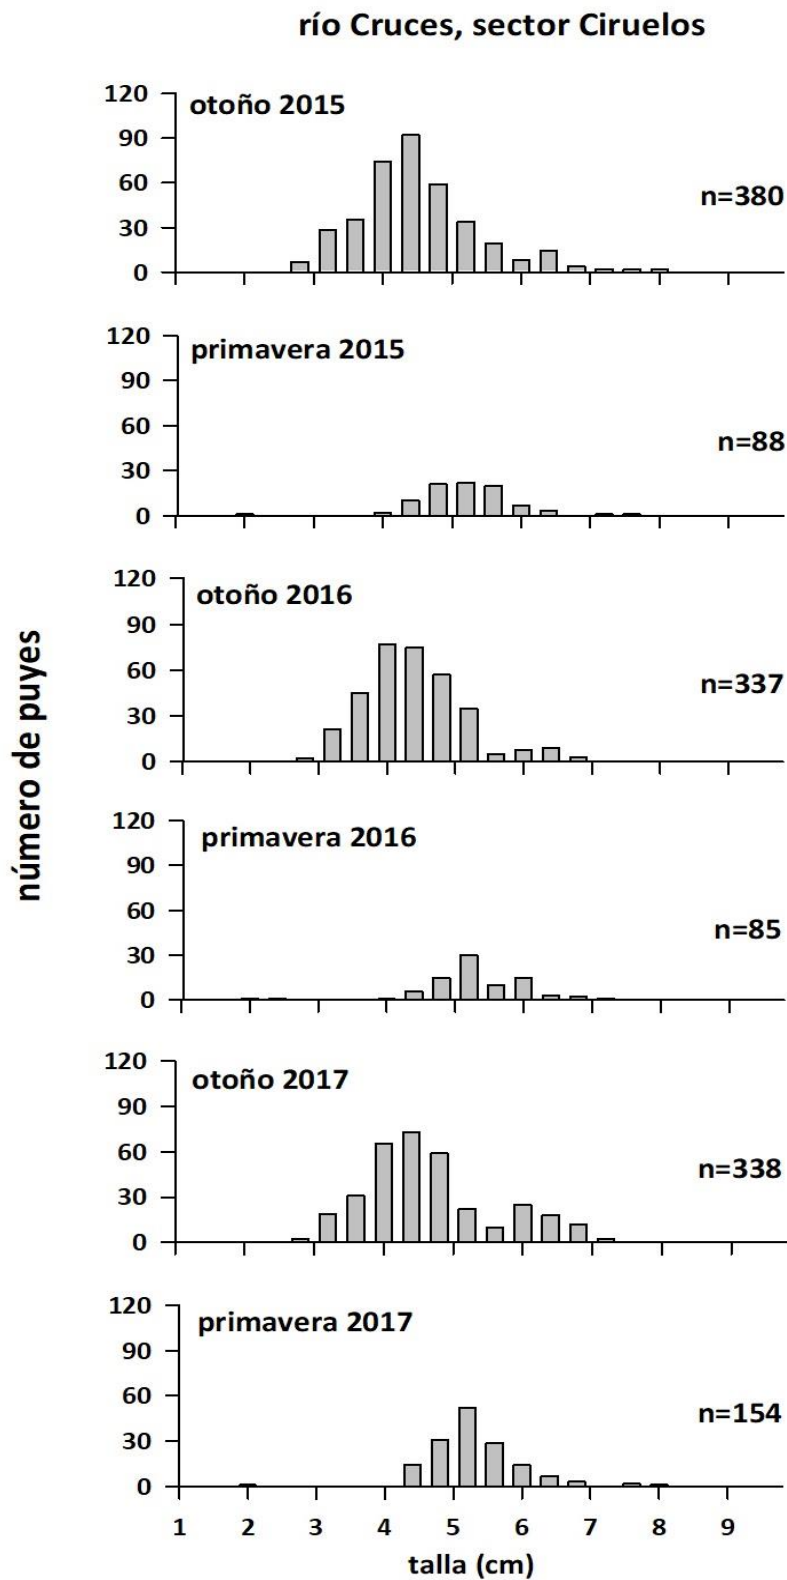 río Cruces, sector Ciruelos
número de puyes
otoño 2015
n=380
120
90
60
30
0
primavera 2015
n=88
120
90
60
30
0
otoño 2016
n=337
120
90
60
30
0
primavera 2016
n=85
120
90
60
30
0
otoño 2017
n=338
120
90
60
30
0
primavera 2017
n=154
120
90
60
30
0
1 2 3 4 5 6 7 8 9
talla (cm)